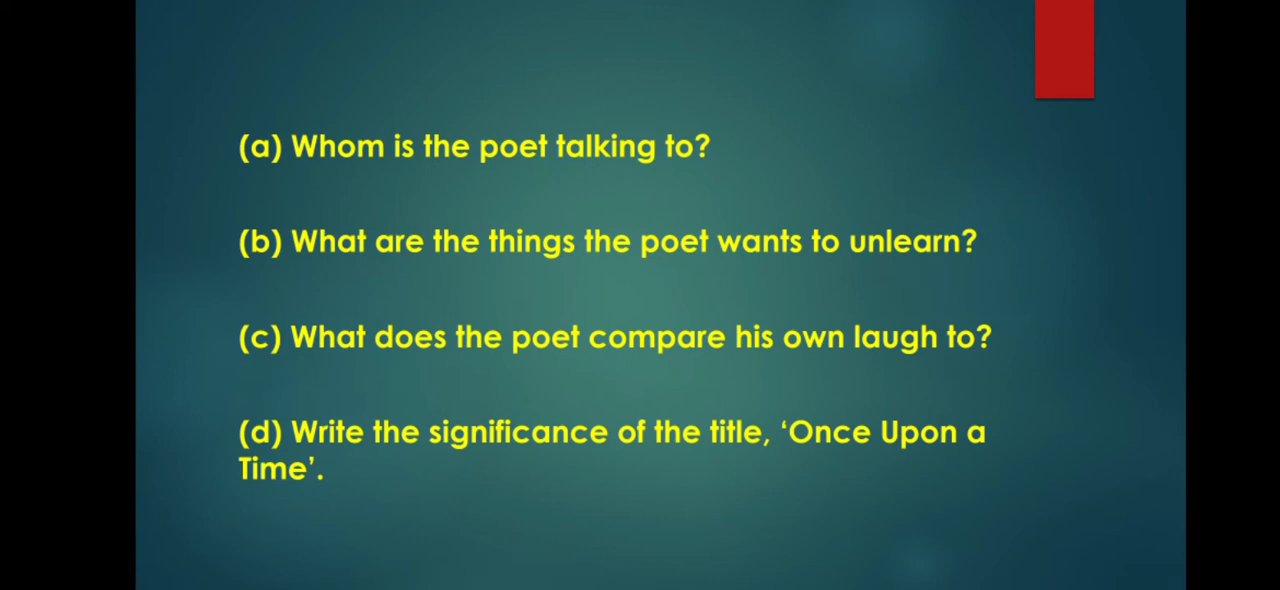 (a) Whom is the poet talking to?
(b) What are the things the poet wants to unlearn?
(c) What does the poet compare his own laugh to?
(d) Write the significance of the title, ‘Once Upon a
Time’.